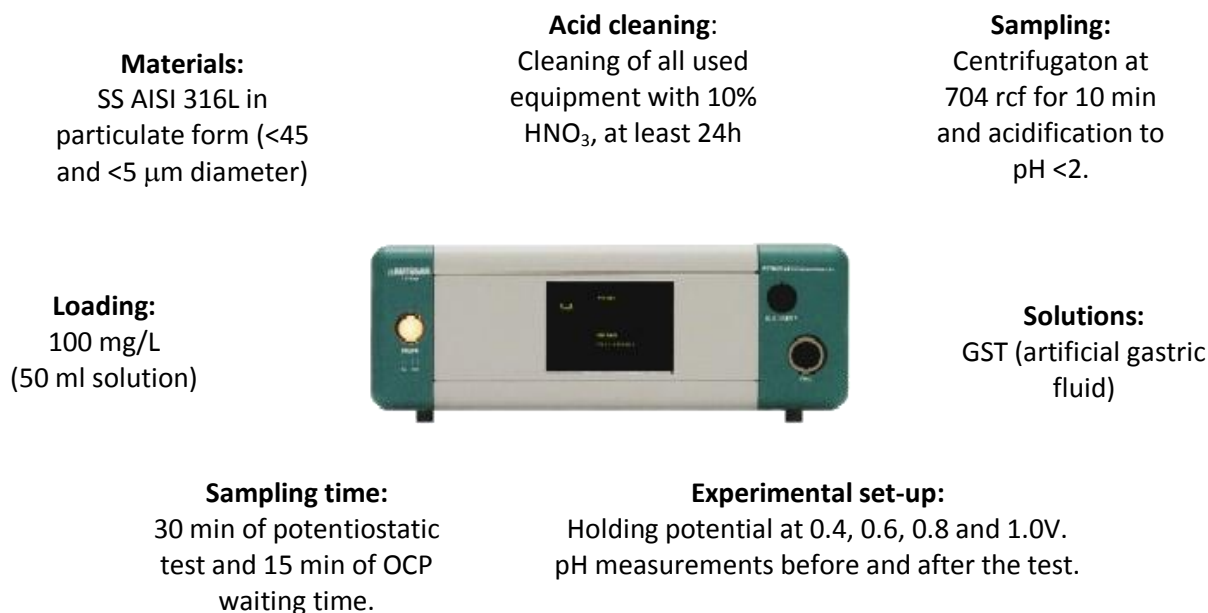 Materials:
SS AISI 316L in
particulate form (<45
and <5 μm diameter)
Acid cleaning:
Cleaning of all used
equipment with 10%
HNO₃, at least 24h
Sampling:
Centrifugaton at
704 rcf for 10 min
and acidification to
pH <2.
Loading:
100 mg/L
(50 ml solution)
Solutions:
GST (artificial gastric
fluid)
Sampling time:
30 min of potentiostatic
test and 15 min of OCP
waiting time.
Experimental set-up:
Holding potential at 0.4, 0.6, 0.8 and 1.0V.
pH measurements before and after the test.